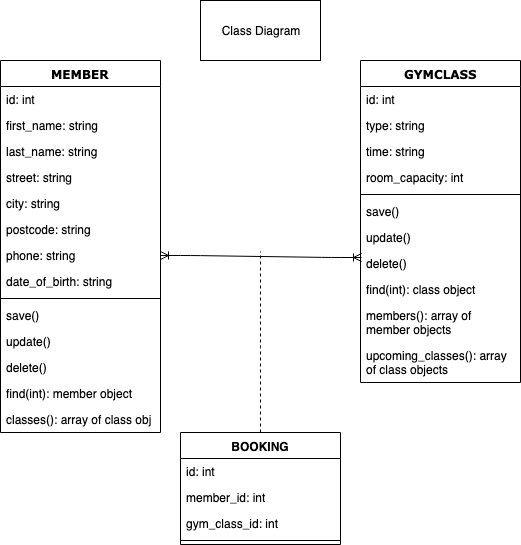 Class Diagram
MEMBER
id: int
first_name: string
last_name: string
street: string
city: string
postcode: string
phone: string
date_of_birth: string
save()
update()
delete()
find(int): member object
classes(): array of class obj
GYMCLASS
id: int
type: string
time: string
room_capacity: int
save()
update()
delete()
find(int): class object
members(): array of
member objects
upcoming_classes(): array
of class objects
BOOKING
id: int
member_id: int
gym_class_id: int